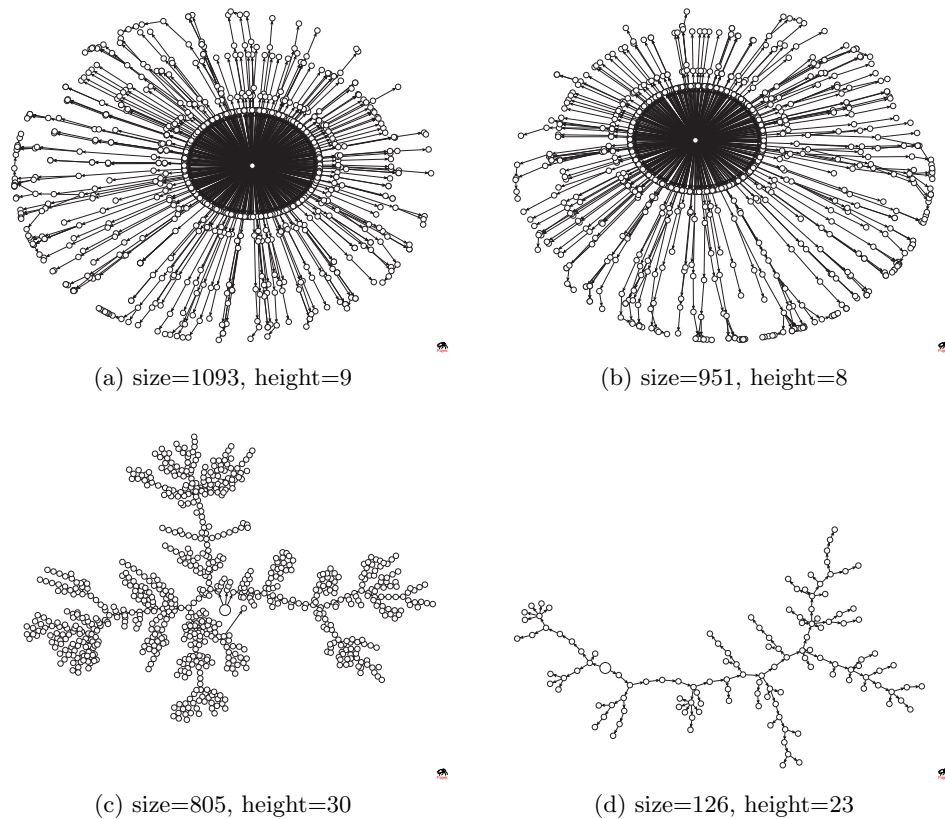 (a) size=1093, height=9
(b) size=951, height=8
(c) size=805, height=30
(d) size=126, height=23